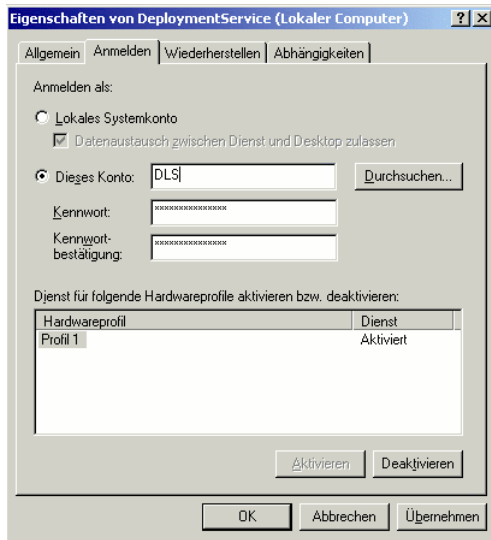 Eigenschaften von DeploymentService (Lokaler Computer)
Allgemein Anmelden Wiederherstellen Abhängigkeiten
Anmelden als:
Lokales Systemkonto
Datenaustausch zwischen Dienst und Desktop zulassen
Dieses Konto: DLS Durchsuchen...
Kennwort: ***************
Kennwort-
bestätigung: ***************
Dienst für folgende Hardwareprofile aktivieren bzw. deaktivieren:
Hardwareprofil Dienst
Profil 1 Aktiviert
Aktivieren Deaktivieren
OK Abbrechen Übernehmen